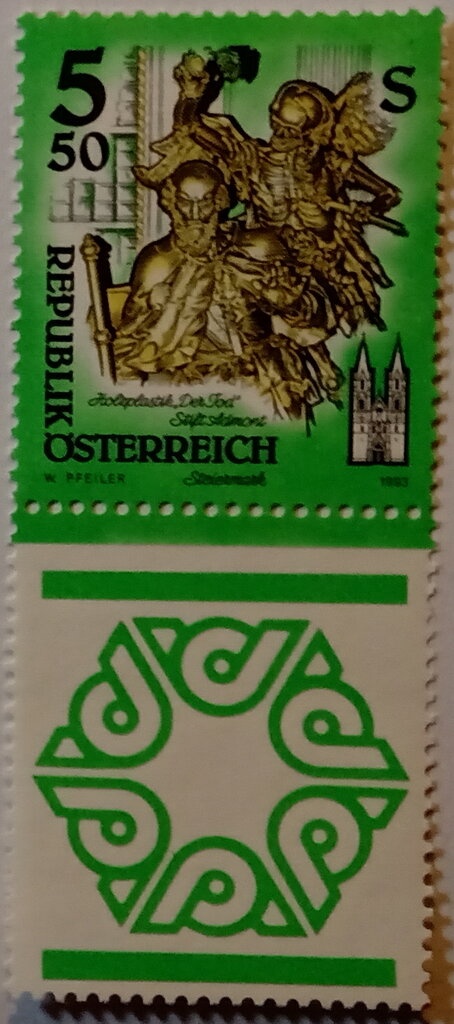 5
50
S
REPUBLIK
Holzplastik "Der Tod"
Stift Admont
ÖSTERREICH
W. PFEILER
Steiermark
1993